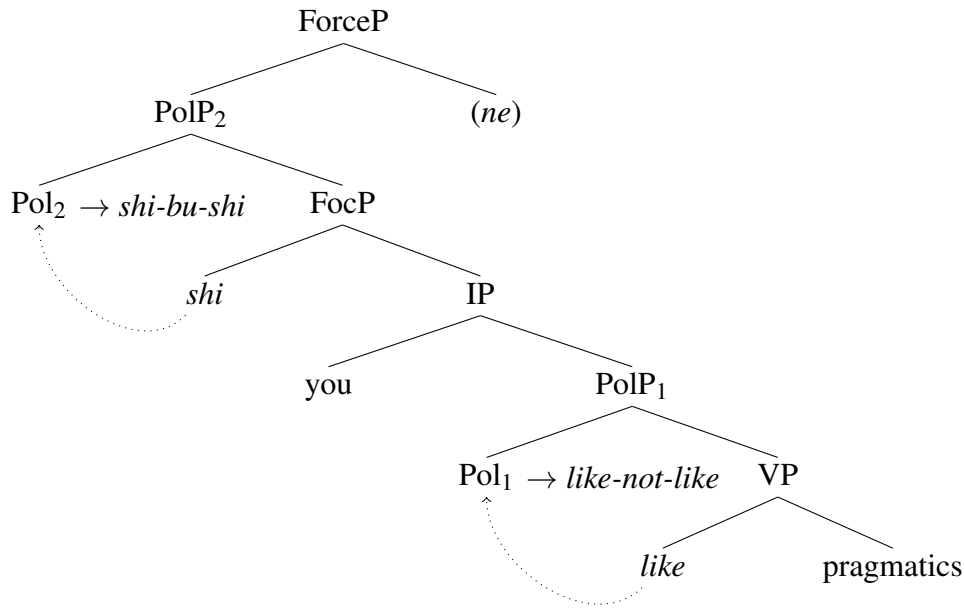 ForceP
PolP₂ (ne)
Pol₂ → shi-bu-shi FocP
shi IP
you PolP₁
Pol₁ → like-not-like VP
like pragmatics